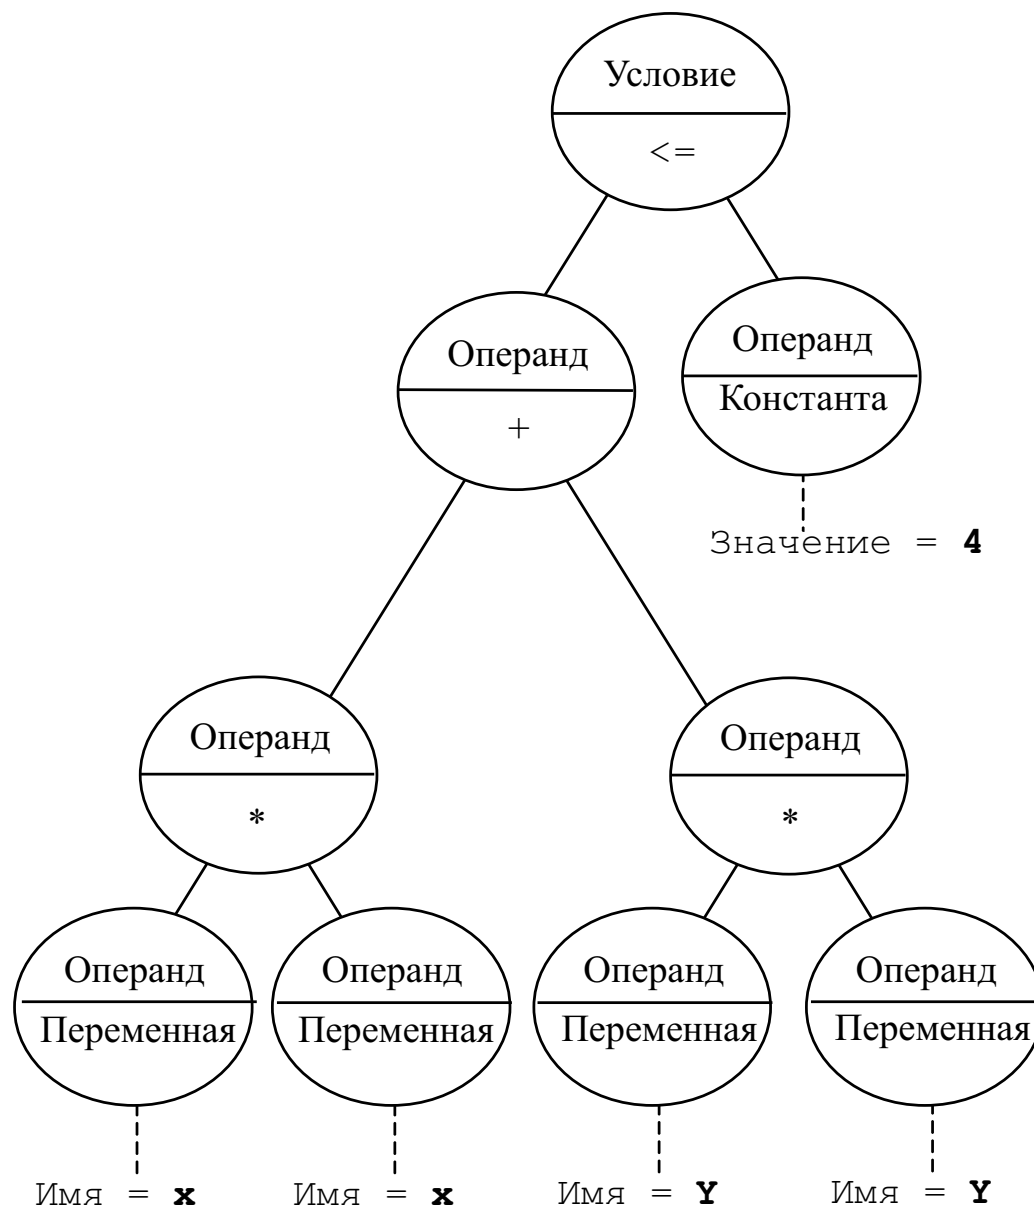 Условие
<=
Операнд
+
Операнд
Константа
Значение = 4
Операнд
*
Операнд
*
Операнд
Переменная
Имя = x
Операнд
Переменная
Имя = x
Операнд
Переменная
Имя = Y
Операнд
Переменная
Имя = Y